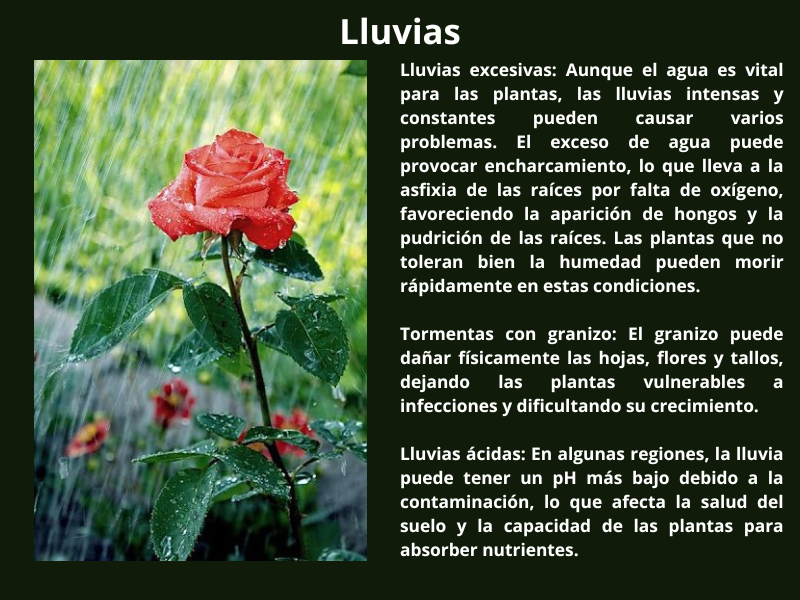 Lluvias
Lluvias excesivas: Aunque el agua es vital
para las plantas, las lluvias intensas y
constantes pueden causar varios
problemas. El exceso de agua puede
provocar encharcamiento, lo que lleva a la
asfixia de las raíces por falta de oxígeno,
favoreciendo la aparición de hongos y la
pudrición de las raíces. Las plantas que no
toleran bien la humedad pueden morir
rápidamente en estas condiciones.
Tormentas con granizo: El granizo puede
dañar físicamente las hojas, flores y tallos,
dejando las plantas vulnerables a
infecciones y dificultando su crecimiento.
Lluvias ácidas: En algunas regiones, la lluvia
puede tener un pH más bajo debido a la
contaminación, lo que afecta la salud del
suelo y la capacidad de las plantas para
absorber nutrientes.